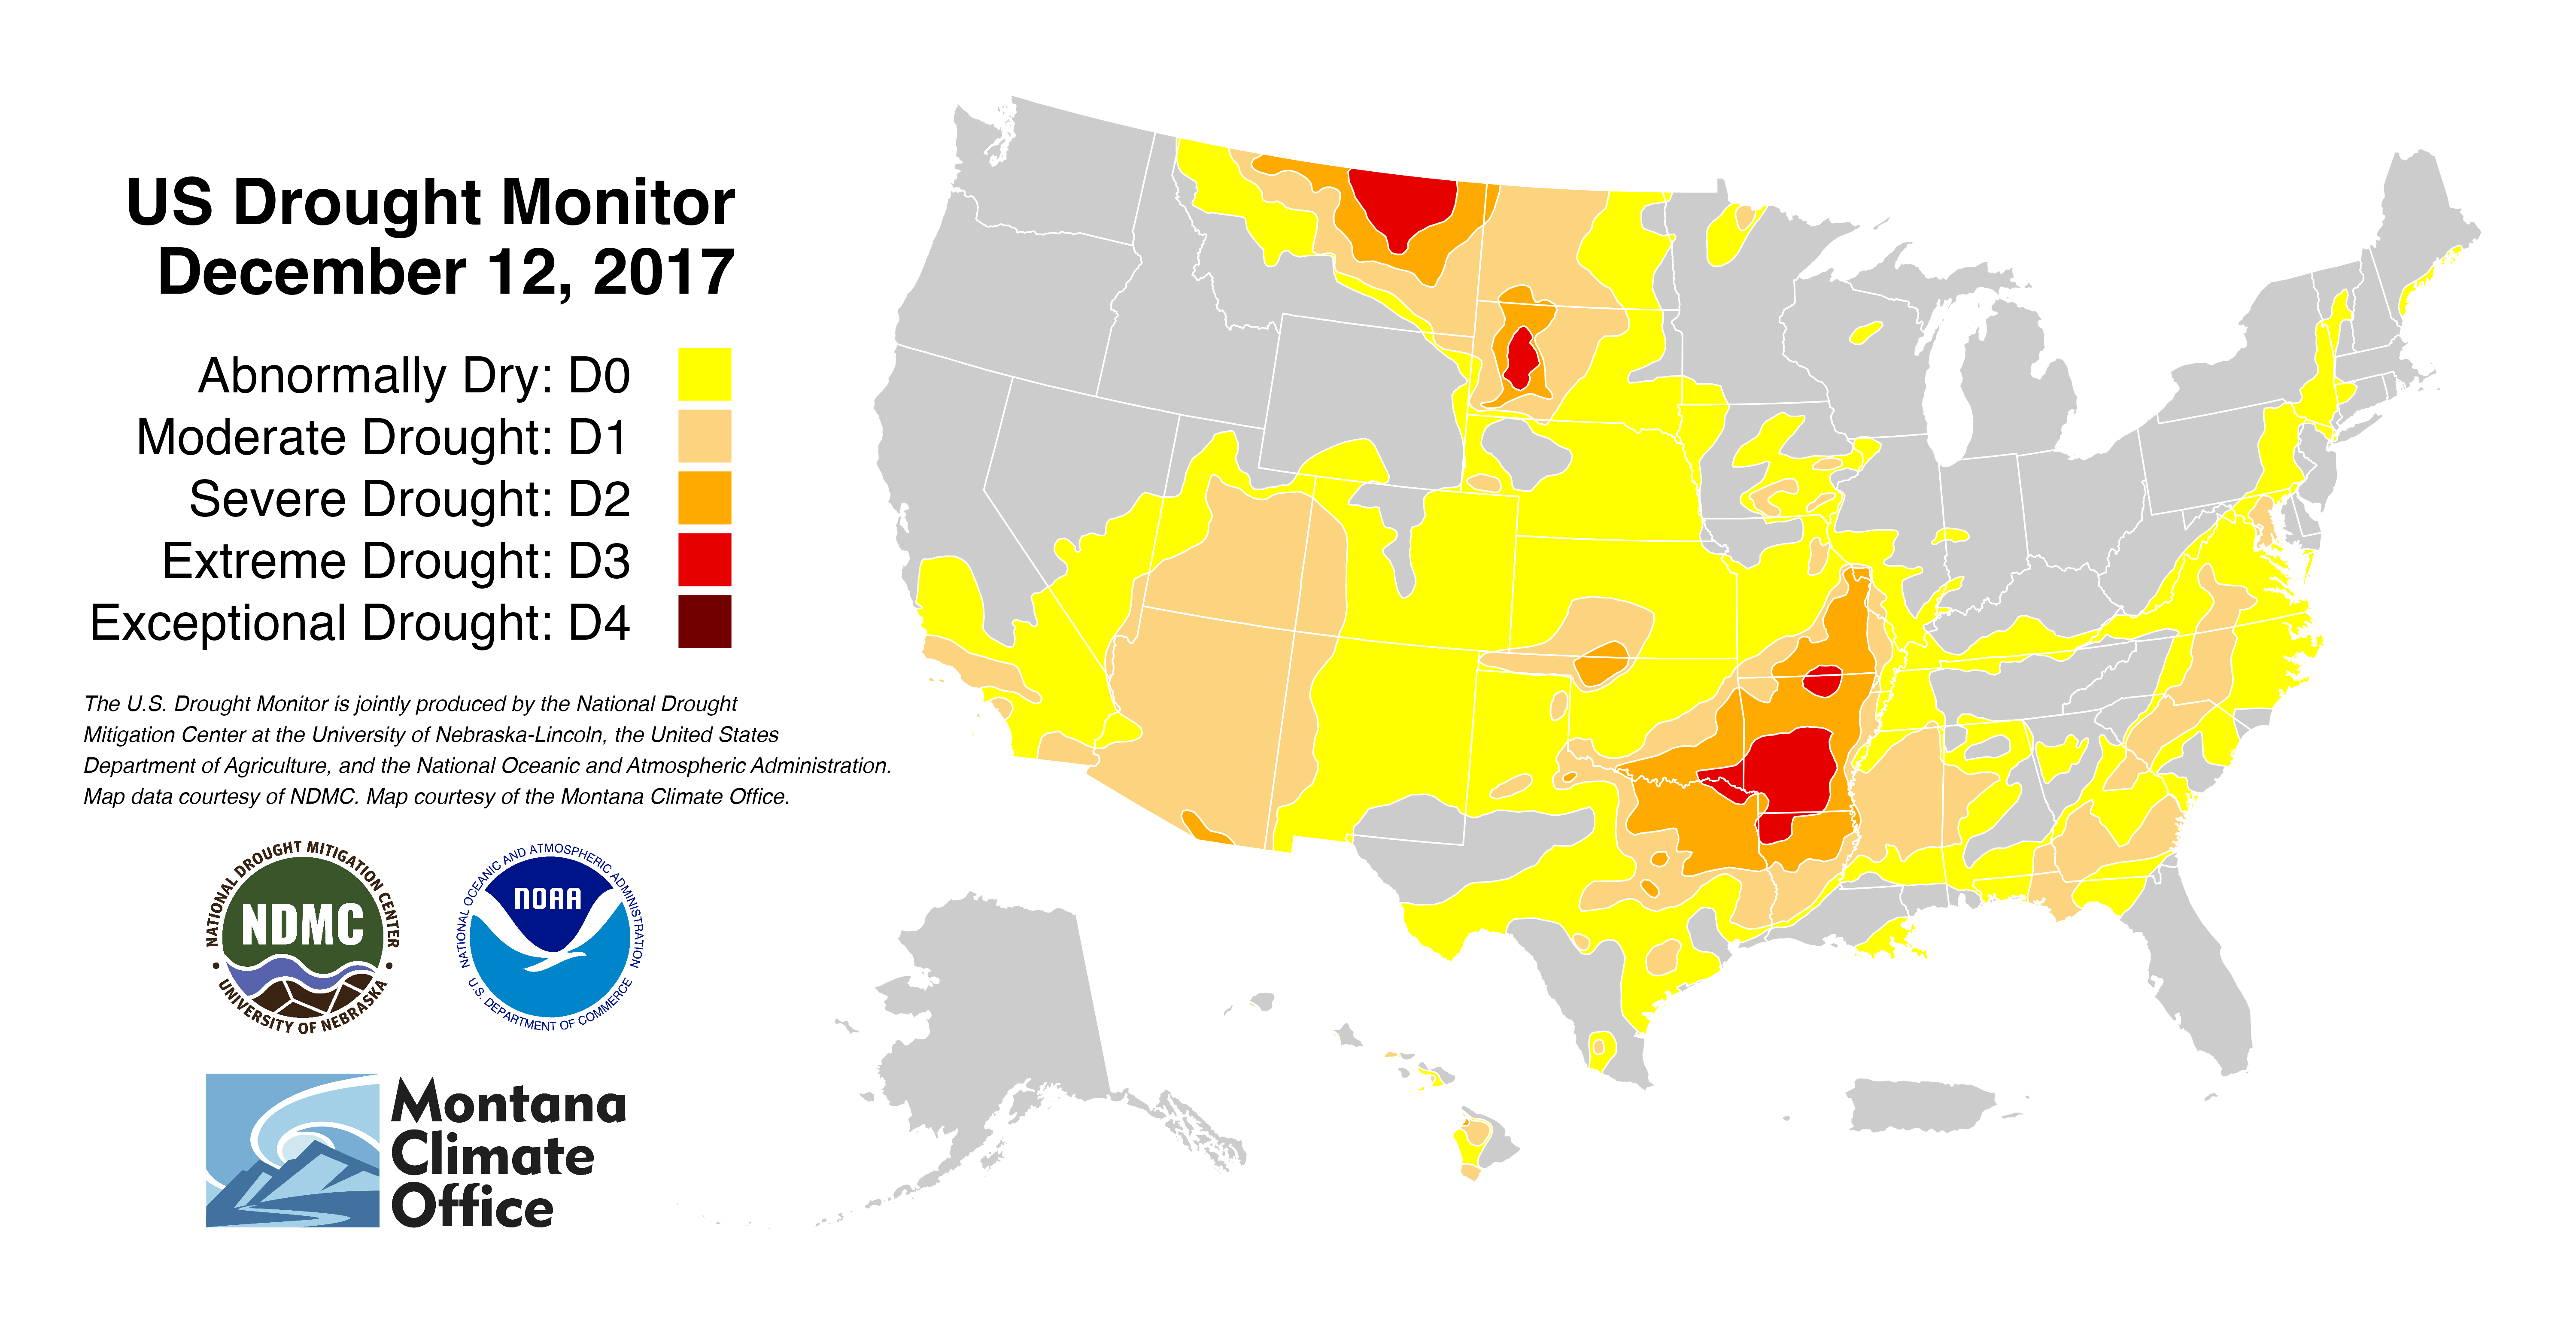 US Drought Monitor
December 12, 2017
Abnormally Dry: D0
Moderate Drought: D1
Severe Drought: D2
Extreme Drought: D3
Exceptional Drought: D4
The U.S. Drought Monitor is jointly produced by the National Drought
Mitigation Center at the University of Nebraska-Lincoln, the United States
Department of Agriculture, and the National Oceanic and Atmospheric Administration.
Map data courtesy of NDMC. Map courtesy of the Montana Climate Office.
NATIONAL DROUGHT MITIGATION CENTER
NDMC
• UNIVERSITY OF NEBRASKA •
NATIONAL OCEANIC AND ATMOSPHERIC ADMINISTRATION
NOAA
U.S. DEPARTMENT OF COMMERCE
Montana
Climate
Office